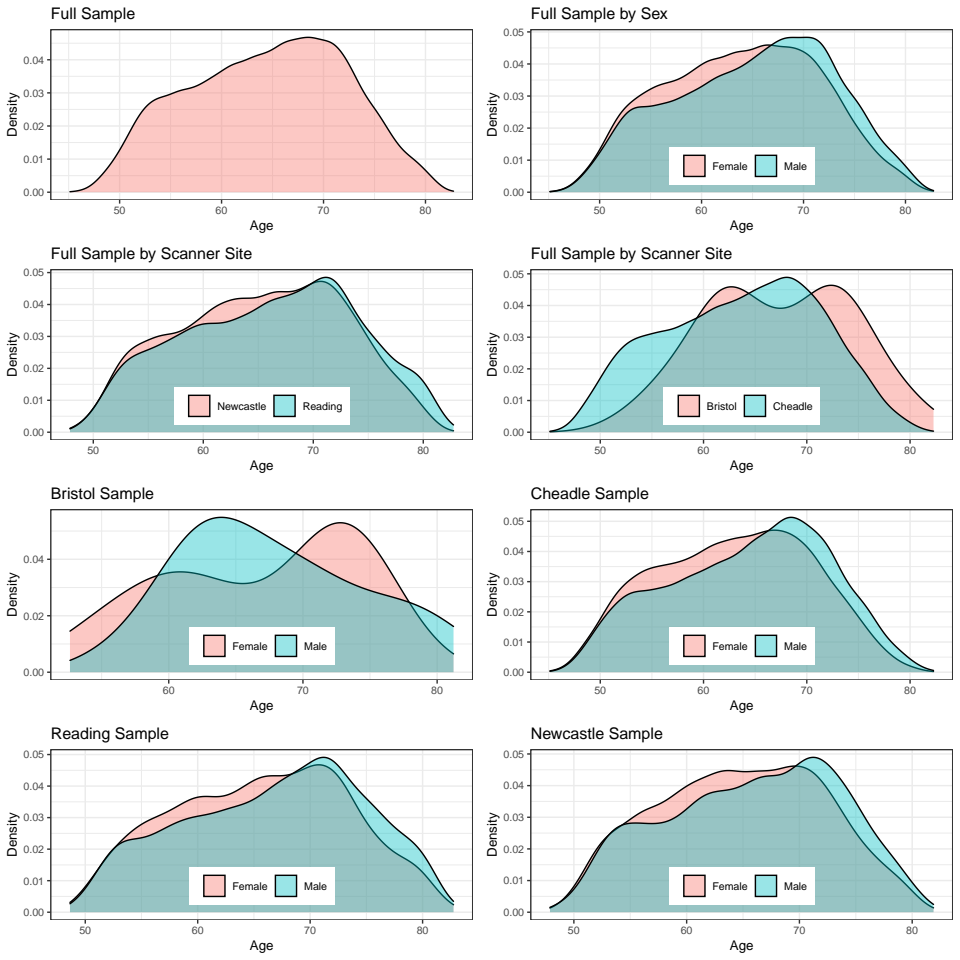 Full Sample
Density
0.04
0.03
0.02
0.01
0.00
50 60 70 80
Age
Full Sample by Sex
Density
0.05
0.04
0.03
0.02
0.01
0.00
Female Male
50 60 70 80
Age
Full Sample by Scanner Site
Density
0.05
0.04
0.03
0.02
0.01
0.00
Newcastle Reading
50 60 70 80
Age
Full Sample by Scanner Site
Density
0.05
0.04
0.03
0.02
0.01
0.00
Bristol Cheadle
50 60 70 80
Age
Bristol Sample
Density
0.04
0.02
0.00
Female Male
60 70 80
Age
Cheadle Sample
Density
0.05
0.04
0.03
0.02
0.01
0.00
Female Male
50 60 70 80
Age
Reading Sample
Density
0.05
0.04
0.03
0.02
0.01
0.00
Female Male
50 60 70 80
Age
Newcastle Sample
Density
0.05
0.04
0.03
0.02
0.01
0.00
Female Male
50 60 70 80
Age